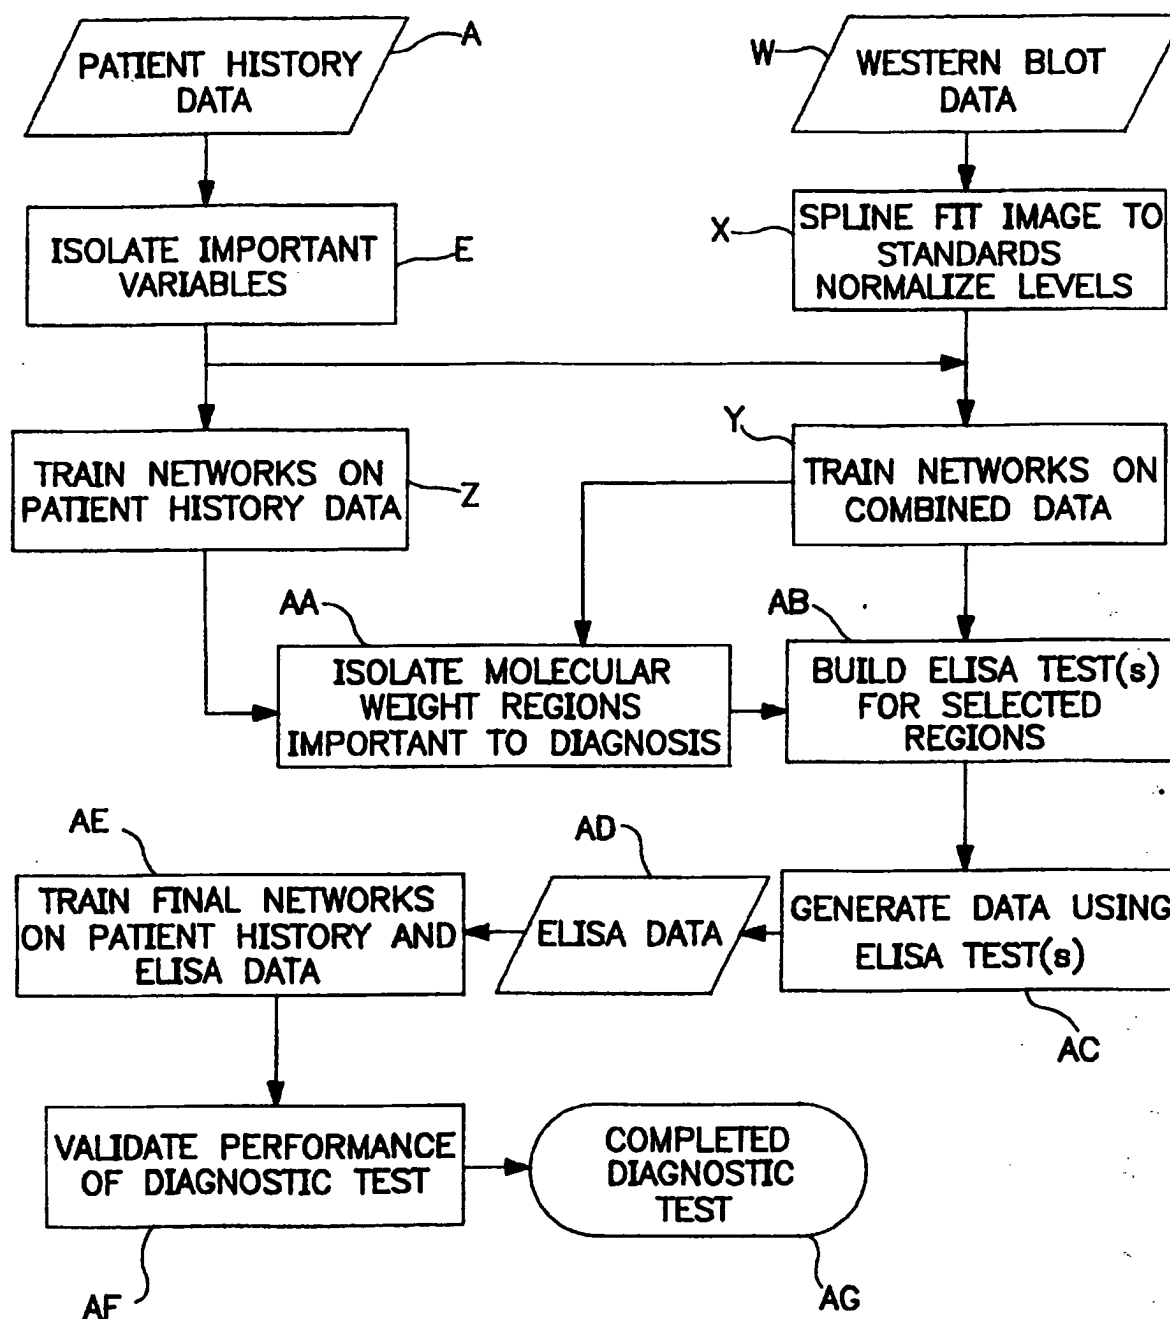 PATIENT HISTORY
DATA
A
W
WESTERN BLOT
DATA
ISOLATE IMPORTANT
VARIABLES
E
X
SPLINE FIT IMAGE TO
STANDARDS
NORMALIZE LEVELS
TRAIN NETWORKS ON
PATIENT HISTORY DATA
Z
Y
TRAIN NETWORKS ON
COMBINED DATA
AA
ISOLATE MOLECULAR
WEIGHT REGIONS
IMPORTANT TO DIAGNOSIS
AB
BUILD ELISA TEST(s)
FOR SELECTED
REGIONS
AE
TRAIN FINAL NETWORKS
ON PATIENT HISTORY AND
ELISA DATA
AD
ELISA DATA
GENERATE DATA USING
ELISA TEST(s)
AC
VALIDATE PERFORMANCE
OF DIAGNOSTIC TEST
AF
COMPLETED
DIAGNOSTIC
TEST
AG